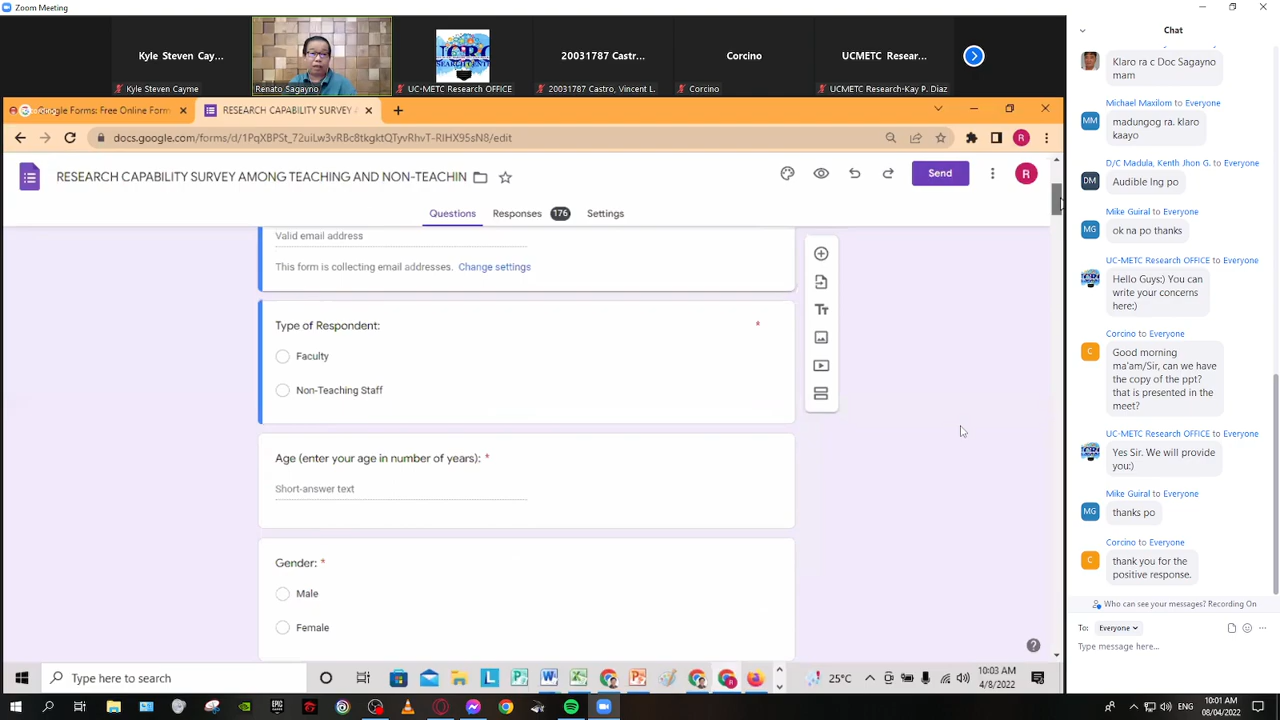 Zoom Meeting
Kyle Steven Cay...
Kyle Steven Cayme
Renato Sagayno
UC-METC Research OFFICE
20031787 Castro...
20031787 Castro, Vincent L.
Corcino
Corcino
UCMETC Resear...
UCMETC Research-Kay P. Diaz
Google Forms: Free Online Form
RESEARCH CAPABILITY SURVEY A
docs.google.com/forms/d/1PqXBPSt_72uiLw3vRBc8tkgktQTyvRhvT-RIHX95sN8/edit
R
RESEARCH CAPABILITY SURVEY AMONG TEACHING AND NON-TEACHIN
Send
R
Questions
Responses 176
Settings
Valid email address
This form is collecting email addresses. Change settings
Type of Respondent:
*
Faculty
Non-Teaching Staff
Age (enter your age in number of years): *
Short-answer text
Gender: *
Male
Female
Type here to search
25°C
10:03 AM
4/8/2022
Chat
Klaro ra c Doc Sagayno
mam
Michael Maxilom to Everyone
MM
madungog ra. klaro
kaayo
D/C Madula, Kenth Jhon G. to Everyone
DM
Audible lng po
Mike Guiral to Everyone
MG
ok na po thanks
UC-METC Research OFFICE to Everyone
Hello Guys:) You can
write your concerns
here:)
Corcino to Everyone
C
Good morning
ma'am/Sir, can we have
the copy of the ppt?
that is presented in the
meet?
UC-METC Research OFFICE to Everyone
Yes Sir. We will provide
you:)
Mike Guiral to Everyone
MG
thanks po
Corcino to Everyone
C
thank you for the
positive response.
Who can see your messages? Recording On
To: Everyone
Type message here...
ENG
10:01 AM
08/04/2022